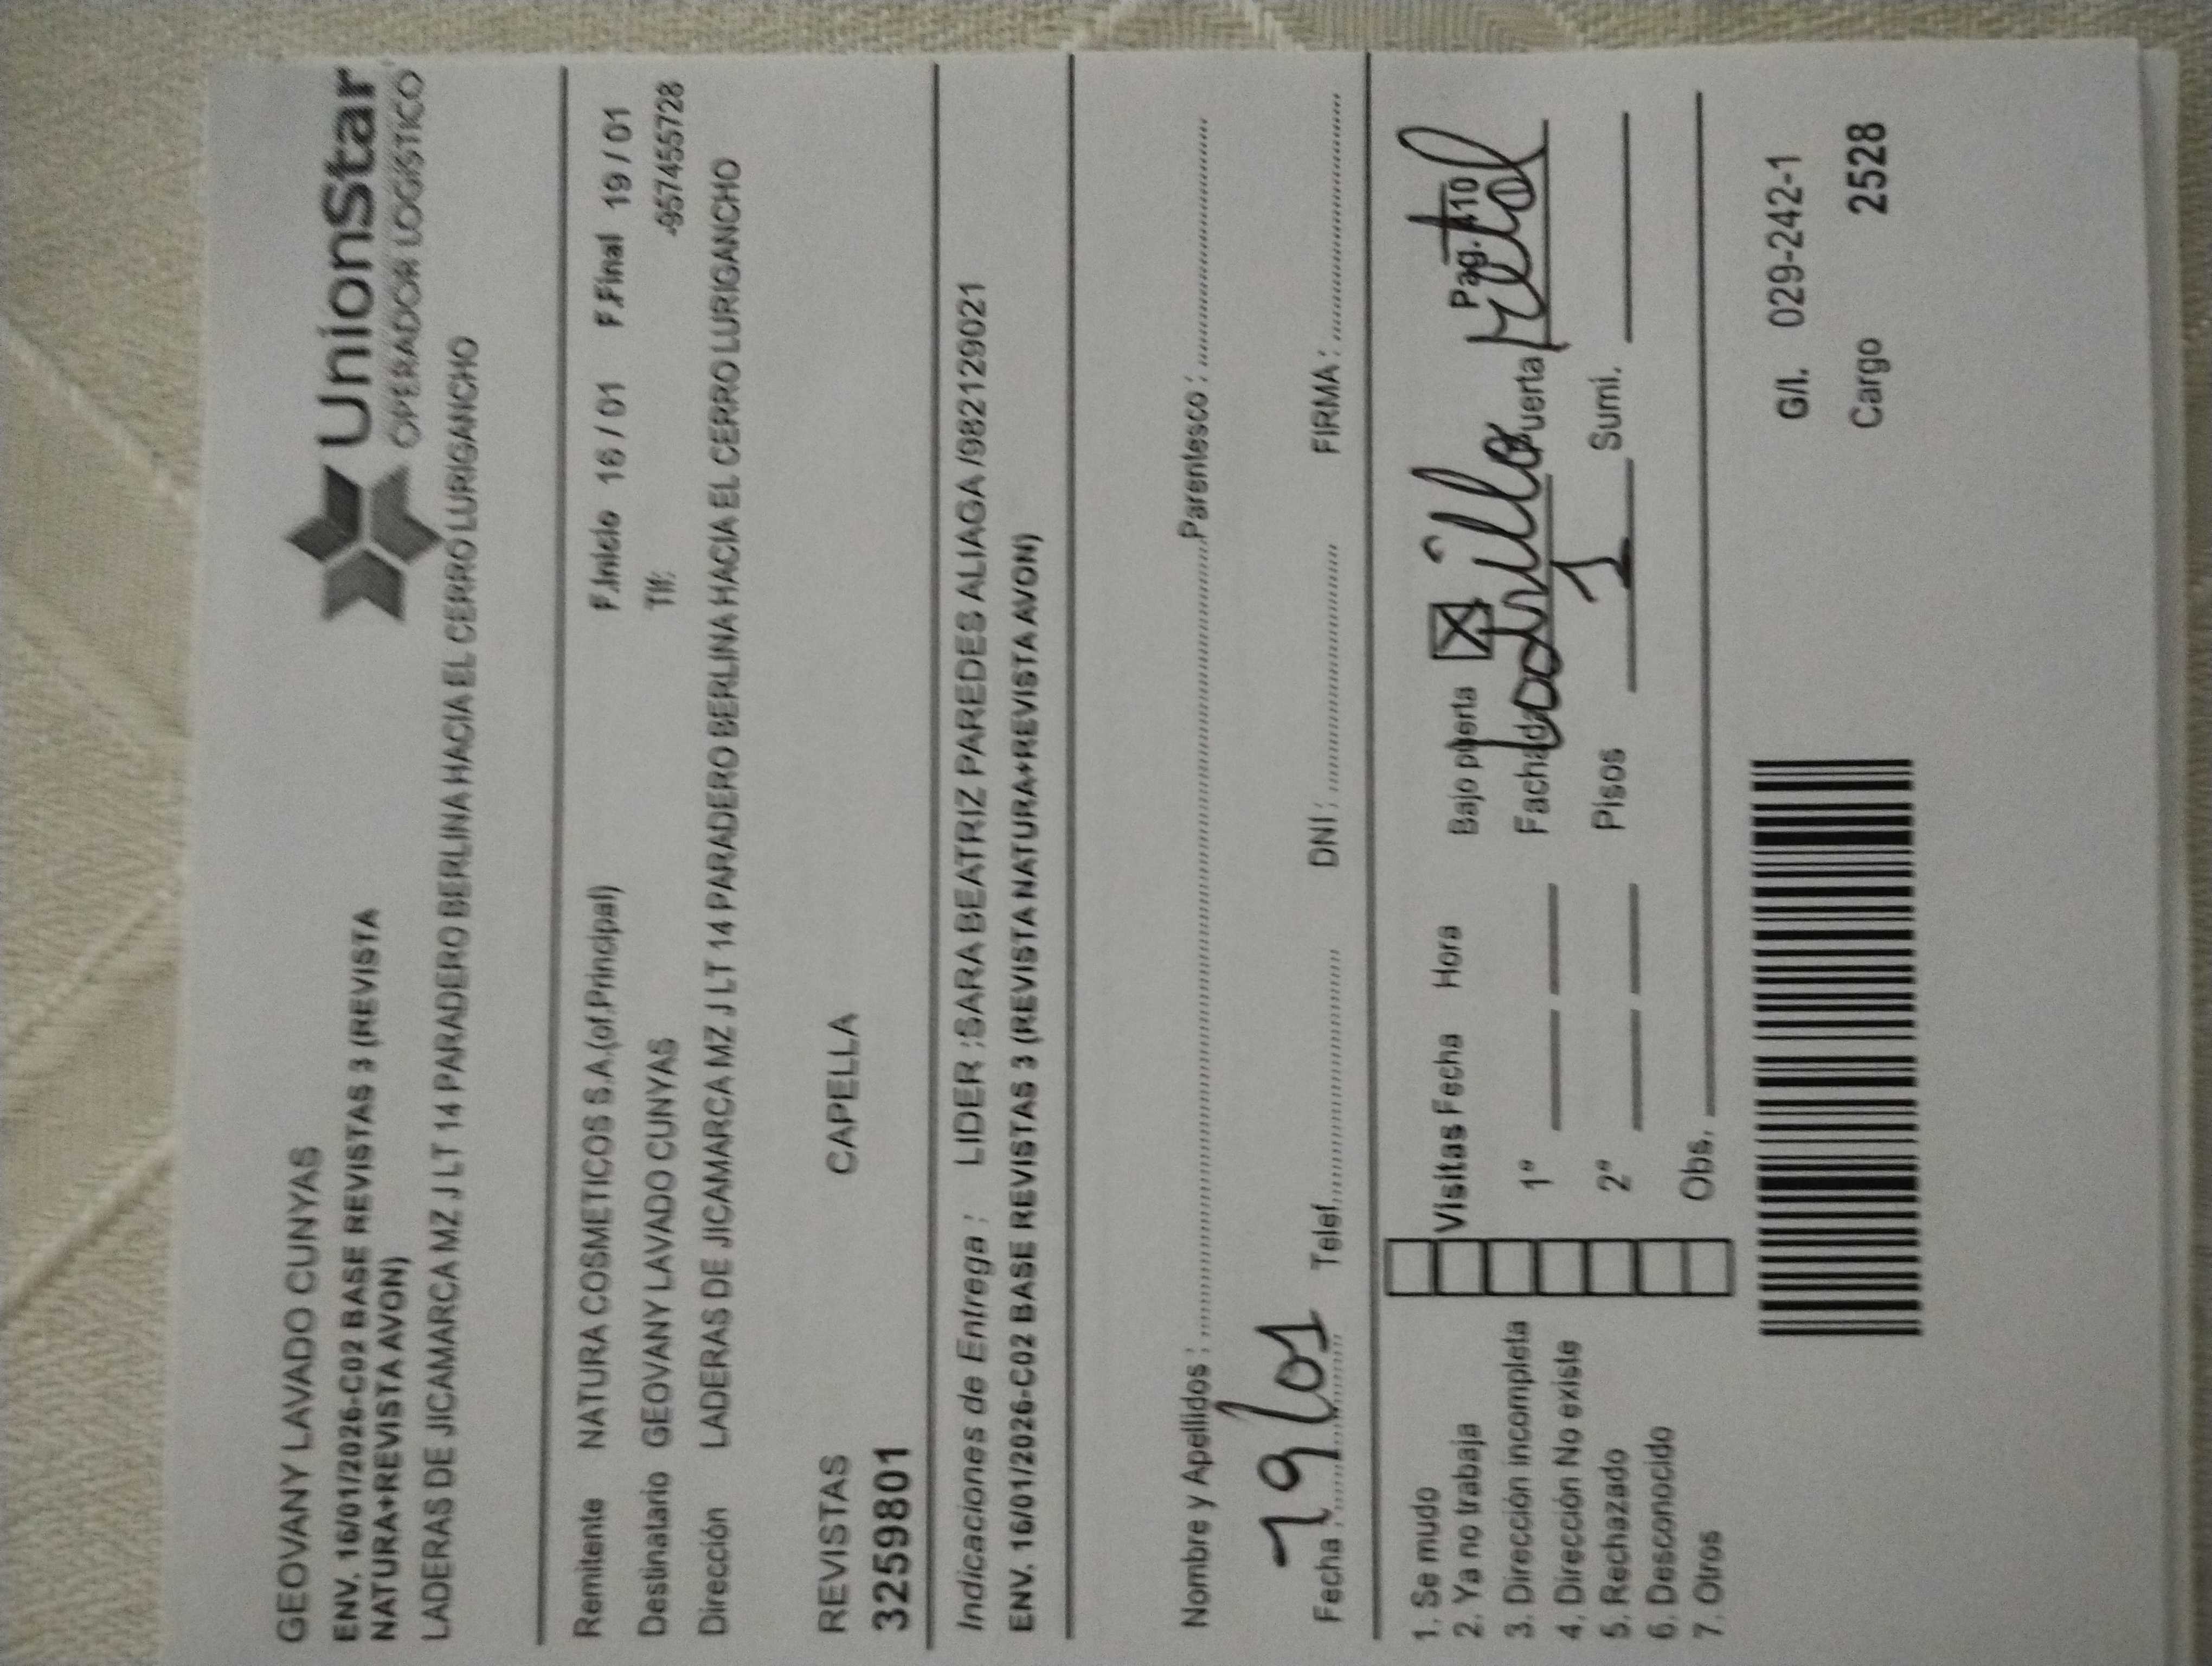 UnionStar
OPERADOR LOGÍSTICO
GEOVANY LAVADO CUNYAS
ENV. 16/01/2026-C02 BASE REVISTAS 3 (REVISTA
NATURA+REVISTA AVON)
LADERAS DE JICAMARCA MZ J LT 14 PARADERO BERLINA HACIA EL CERRO LURIGANCHO
Remitente NATURA COSMETICOS S.A.(of.Principal) F.Inicio 16 / 01 F.Final 19 / 01
Destinatario GEOVANY LAVADO CUNYAS Tlf: -957455728
Dirección LADERAS DE JICAMARCA MZ J LT 14 PARADERO BERLINA HACIA EL CERRO LURIGANCHO
REVISTAS CAPELLA
3259801
Indicaciones de Entrega : LIDER :SARA BEATRIZ PAREDES ALIAGA /982129021
ENV. 16/01/2026-C02 BASE REVISTAS 3 (REVISTA NATURA+REVISTA AVON)
Nombre y Apellidos : Parentesco :
Fecha : 19/01 Telef. DNI : FIRMA :
1. Se mudo
2. Ya no trabaja Visitas Fecha Hora Bajo puerta Pag. 410
3. Dirección incompleta 1º Fachada Ladrillo Puerta Metal
4. Dirección No existe
5. Rechazado 2º Pisos 1 Sumi.
6. Desconocido
7. Otros Obs.
G/I. 029-242-1
Cargo 2528